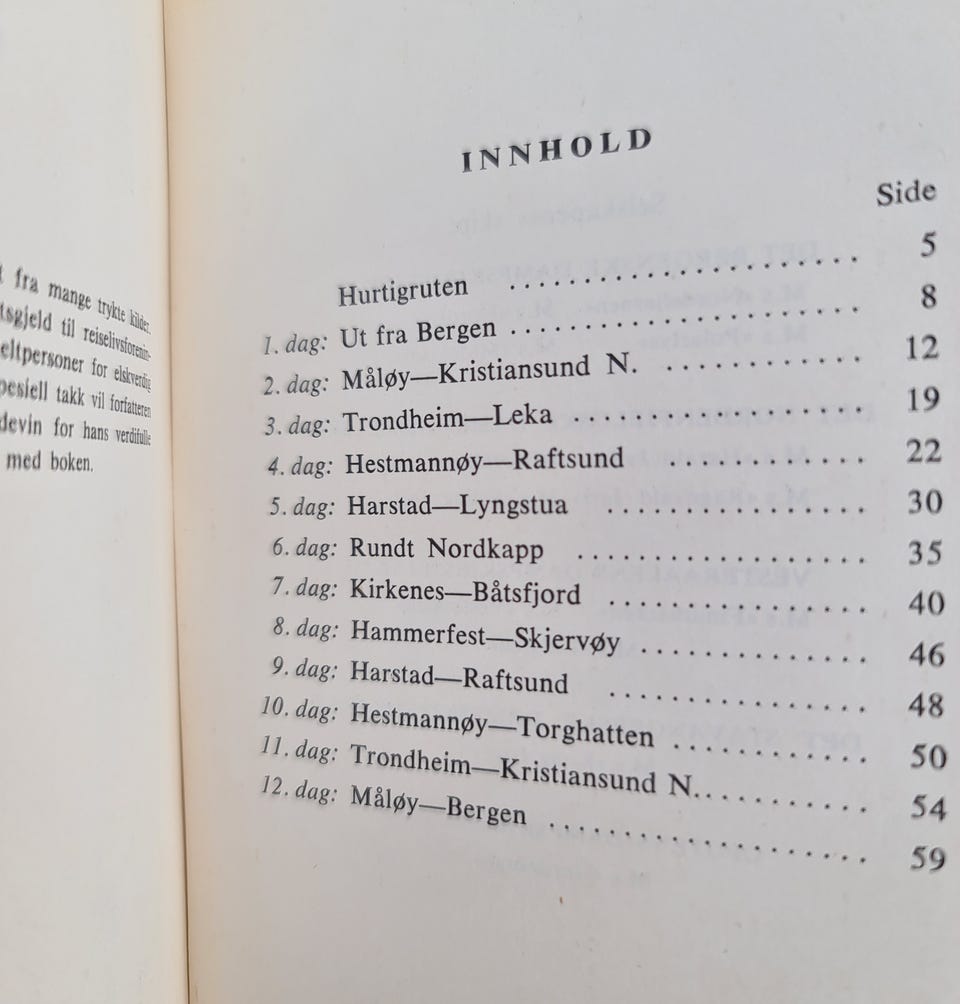 fra mange trykte kilder.
til reiselivsforenin-
for elskverdig
takk vil forfatteren
for hans verdifulle
med boken.
INNHOLD
Side
Hurtigruten . . . . . . . . . . . . . . . . . . . 5
1. dag: Ut fra Bergen . . . . . . . . . . . . . . . . . . . 8
2. dag: Måløy—Kristiansund N. . . . . . . . . . . . 12
3. dag: Trondheim—Leka . . . . . . . . . . . . . . . . 19
4. dag: Hestmannøy—Raftsund . . . . . . . . . . . 22
5. dag: Harstad—Lyngstua . . . . . . . . . . . . . . 30
6. dag: Rundt Nordkapp . . . . . . . . . . . . . . . . 35
7. dag: Kirkenes—Båtsfjord . . . . . . . . . . . . . . 40
8. dag: Hammerfest—Skjervøy . . . . . . . . . . . . 46
9. dag: Harstad—Raftsund . . . . . . . . . . . . . . 48
10. dag: Hestmannøy—Torghatten . . . . . . . . . . . 50
11. dag: Trondheim—Kristiansund N. . . . . . . . . . 54
12. dag: Måløy—Bergen . . . . . . . . . . . . . . . . . 59